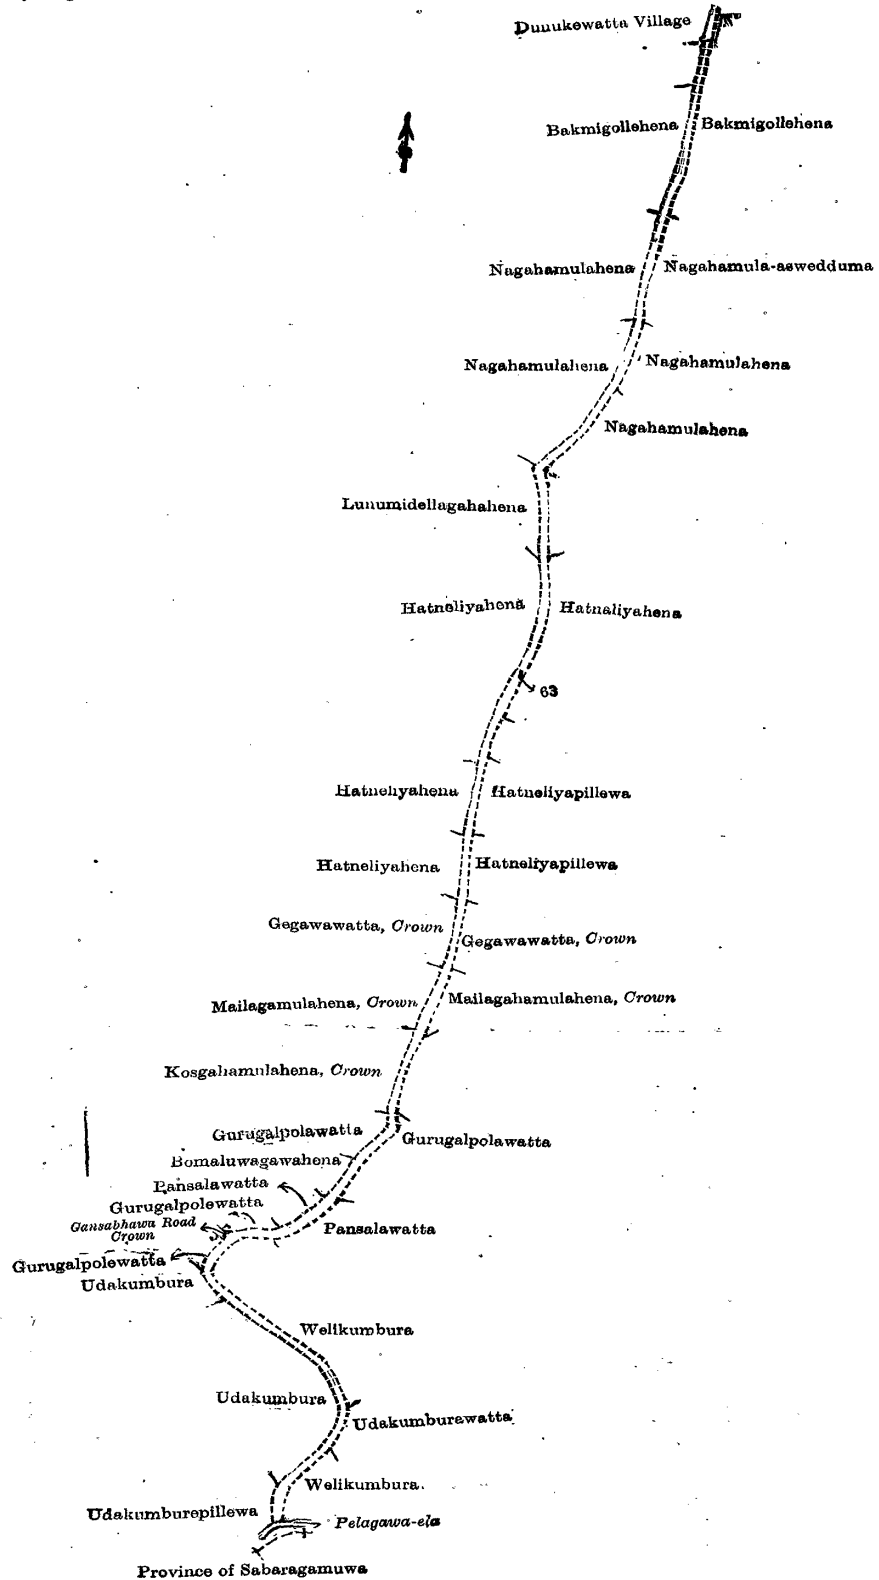 Dunukewatta Village
Bakmigollehena Bakmigollehena
Nagahamulahena Nagahamula-aswedduma
Nagahamulahena Nagahamulahena
Nagahamulahena
Lunumidellagahahena
Hatneliyahena Hatnaliyahena
63
Hatneliyahena Hatneliyapillewa
Hatneliyahena Hatneliyapillewa
Gegawawatta, Crown
Gegawawatta, Crown
Mailagamulahena, Crown Mailagahamulahena, Crown
Kosgahamulahena, Crown
Gurugalpolawatta Gurugalpolawatta
Bomaluwagawahena
Pansalawatta
Gurugalpolewatta
Gansabhawa Road
Crown
Pansalawatta
Gurugalpolewatta
Udakumbura
Welikumbura
Udakumbura
Udakumburewatta
Welikumbura
Udakumburepillewa
Pelagawa-ela
Province of Sabaragamuwa